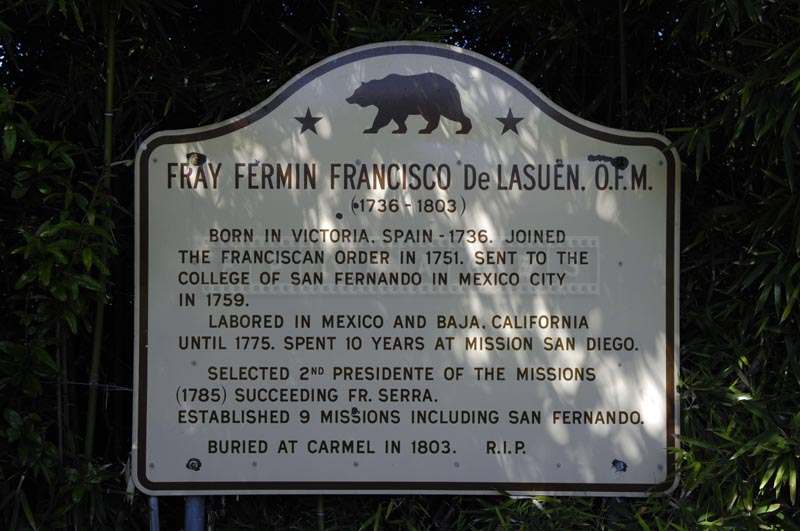 FRAY FERMIN FRANCISCO De LASUÉN, O.F.M.
(1736 - 1803)
BORN IN VICTORIA, SPAIN - 1736. JOINED
THE FRANCISCAN ORDER IN 1751. SENT TO THE
COLLEGE OF SAN FERNANDO IN MEXICO CITY
IN 1759.
LABORED IN MEXICO AND BAJA, CALIFORNIA
UNTIL 1775. SPENT 10 YEARS AT MISSION SAN DIEGO.
SELECTED 2ND PRESIDENTE OF THE MISSIONS
(1785) SUCCEEDING FR. SERRA.
ESTABLISHED 9 MISSIONS INCLUDING SAN FERNANDO.
BURIED AT CARMEL IN 1803. R.I.P.